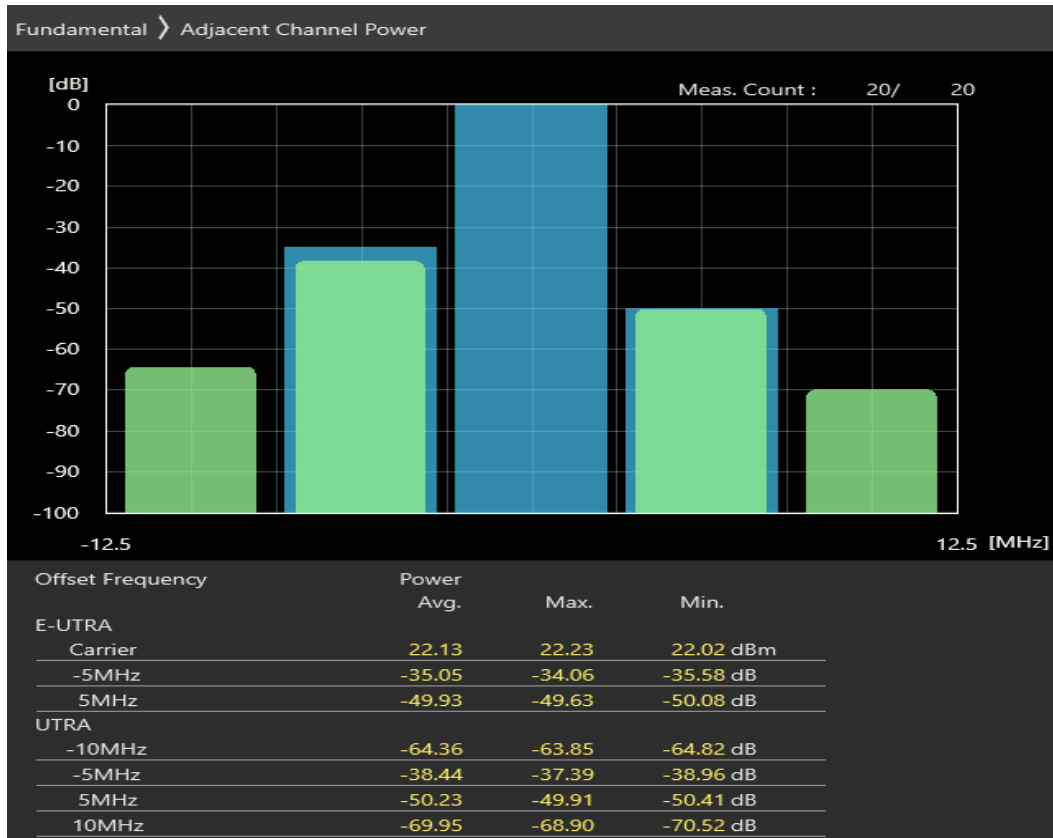 Fundamental ❯ Adjacent Channel Power
[dB]
Meas. Count : 20/ 20
0
-10
-20
-30
-40
-50
-60
-70
-80
-90
-100
-12.5 12.5 [MHz]
Offset Frequency Power
Avg. Max. Min.
E-UTRA
Carrier 22.13 22.23 22.02 dBm
-5MHz -35.05 -34.06 -35.58 dB
5MHz -49.93 -49.63 -50.08 dB
UTRA
-10MHz -64.36 -63.85 -64.82 dB
-5MHz -38.44 -37.39 -38.96 dB
5MHz -50.23 -49.91 -50.41 dB
10MHz -69.95 -68.90 -70.52 dB